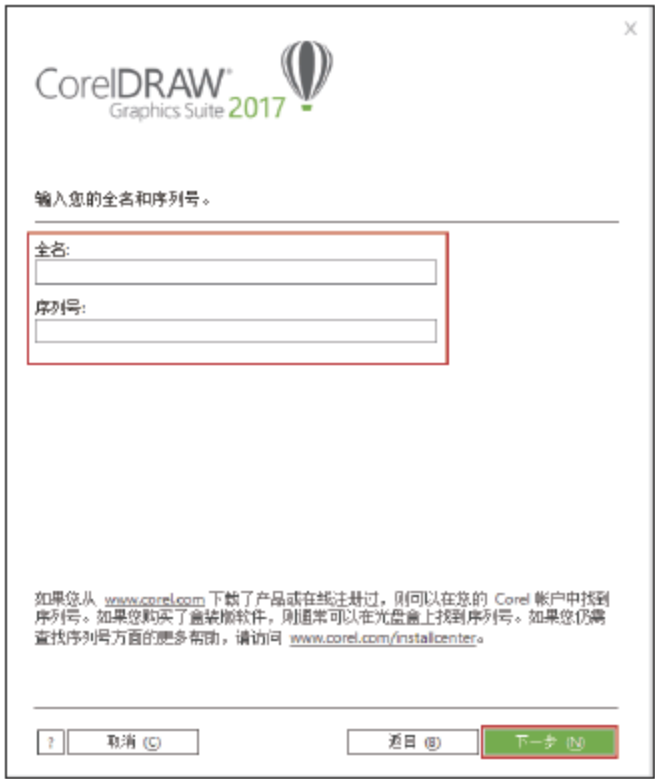 X
CorelDRAW®
Graphics Suite 2017
输入您的全名和序列号。
全名:
序列号:
如果您从 www.corel.com 下载了产品或在线注册过，则可以在您的 Corel 帐户中找到
序列号。如果您购买了盒装版软件，则通常可以在光盘盒上找到序列号。如果您仍需
查找序列号方面的更多帮助，请访问 www.corel.com/installcenter。
? 取消 (C) 返回 (B) 下一步 (N)